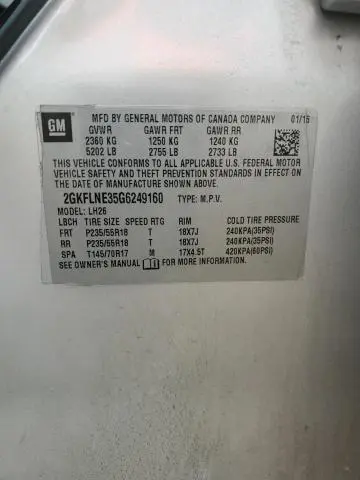 GM
MFD BY GENERAL MOTORS OF CANADA COMPANY 01/16
GVWR GAWR FRT GAWR RR
2360 KG 1250 KG 1240 KG
5202 LB 2755 LB 2733 LB
THIS VEHICLE CONFORMS TO ALL APPLICABLE U.S. FEDERAL MOTOR
VEHICLE SAFETY AND THEFT PREVENTION STANDARDS IN EFFECT ON
THE DATE OF MANUFACTURE SHOWN ABOVE.
2GKFLNE35G6249160 TYPE: M.P.V.
MODEL: LH26
LBCH TIRE SIZE SPEED RTG RIM COLD TIRE PRESSURE
FRT P235/55R18 T 18X7J 240KPA(35PSI)
RR P235/55R18 T 18X7J 240KPA(35PSI)
SPA T145/70R17 M 17X4.5T 420KPA(60PSI)
SEE OWNER'S MANUAL FOR MORE INFORMATION.